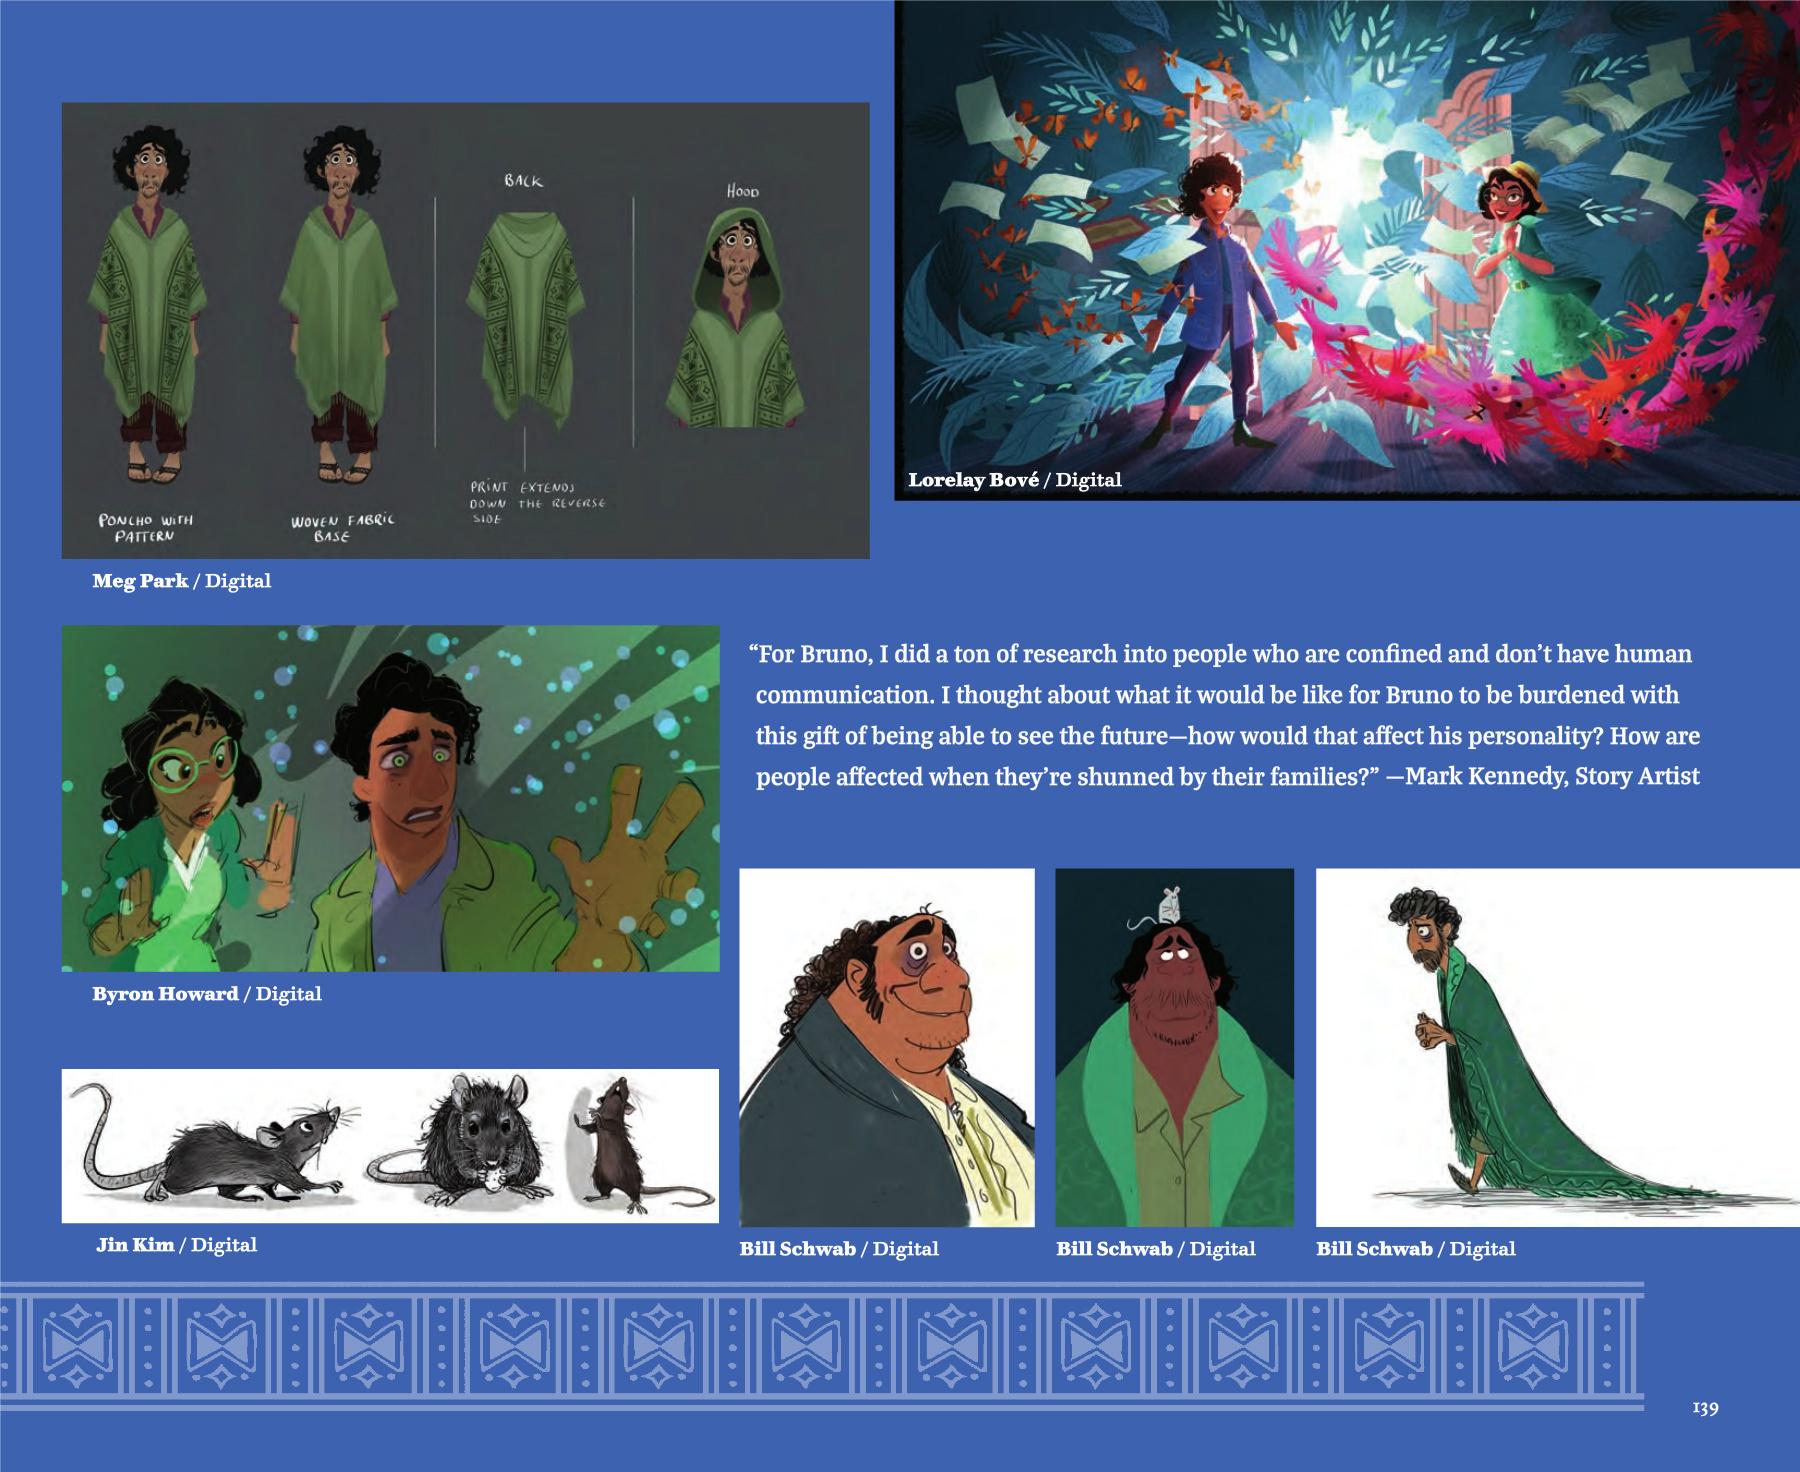 BACK
HOOD
PRINT EXTENDS
DOWN THE REVERSE
SIDE
PONCHO WITH
PATTERN
WOVEN FABRIC
BASE
Meg Park / Digital
Lorelay Bové / Digital
“For Bruno, I did a ton of research into people who are confined and don’t have human
communication. I thought about what it would be like for Bruno to be burdened with
this gift of being able to see the future—how would that affect his personality? How are
people affected when they’re shunned by their families?” —Mark Kennedy, Story Artist
Byron Howard / Digital
Jin Kim / Digital
Bill Schwab / Digital
Bill Schwab / Digital
Bill Schwab / Digital
139